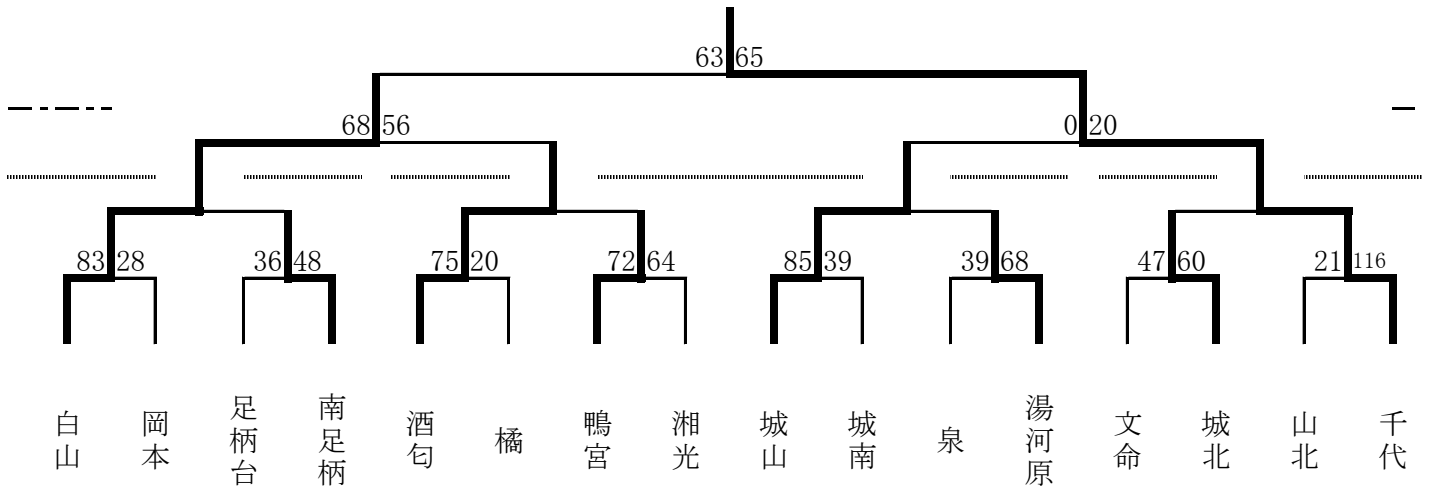 63 65
68 56
0 20
83 28
36 48
75 20
72 64
85 39
39 68
47 60
21 116
白山
岡本
足柄台
南足柄
酒匂
橘
鴨宮
湘光
城山
城南
泉
湯河原
文命
城北
山北
千代